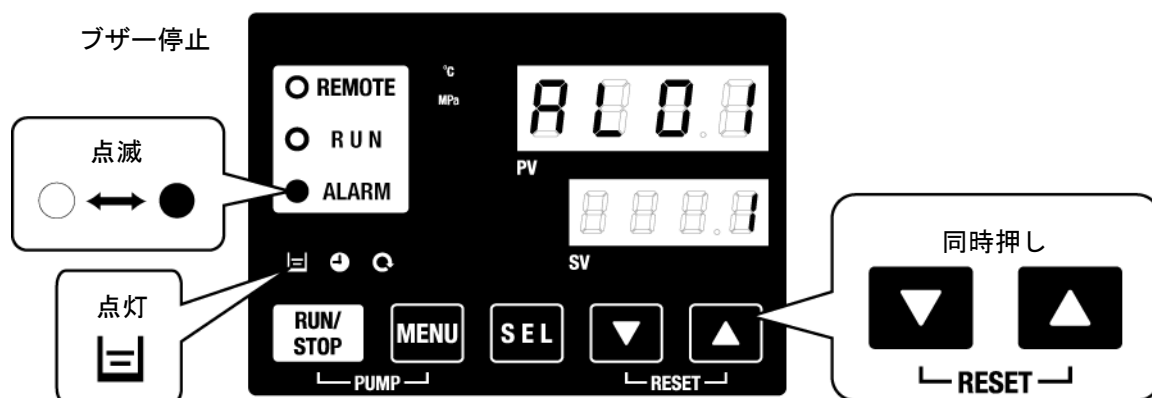 ブザー停止
REMOTE
RUN
ALARM
℃
MPa
AL01
PV
1
SV
点滅
点灯
RUN/
STOP
MENU
SEL
PUMP
RESET
同時押し
RESET